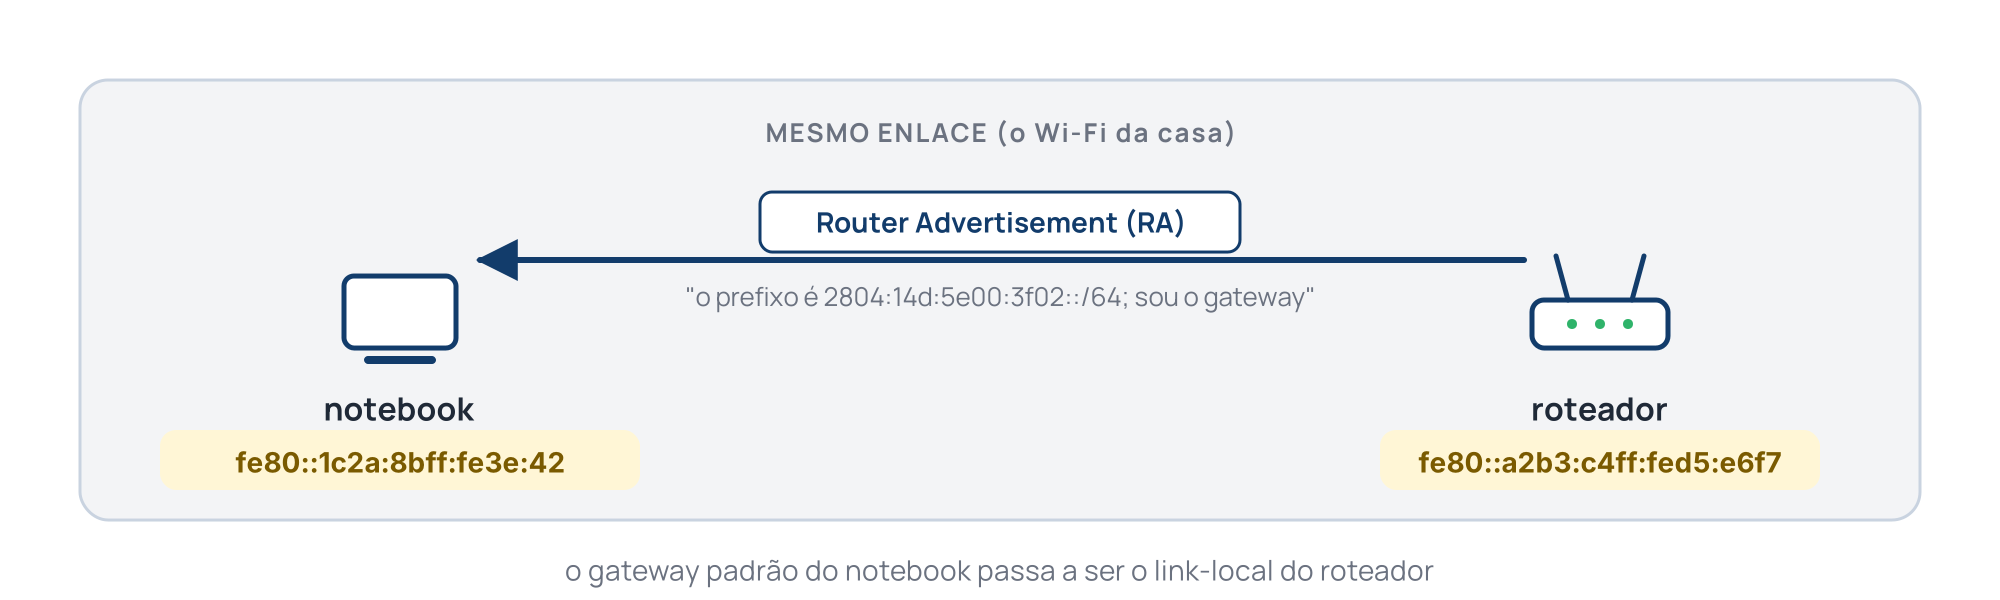 MESMO ENLACE (o Wi-Fi da casa)
Router Advertisement (RA)
"o prefixo é 2804:14d:5e00:3f02::/64; sou o gateway"
notebook
roteador
fe80::1c2a:8bff:fe3e:42
fe80::a2b3:c4ff:fed5:e6f7
o gateway padrão do notebook passa a ser o link-local do roteador